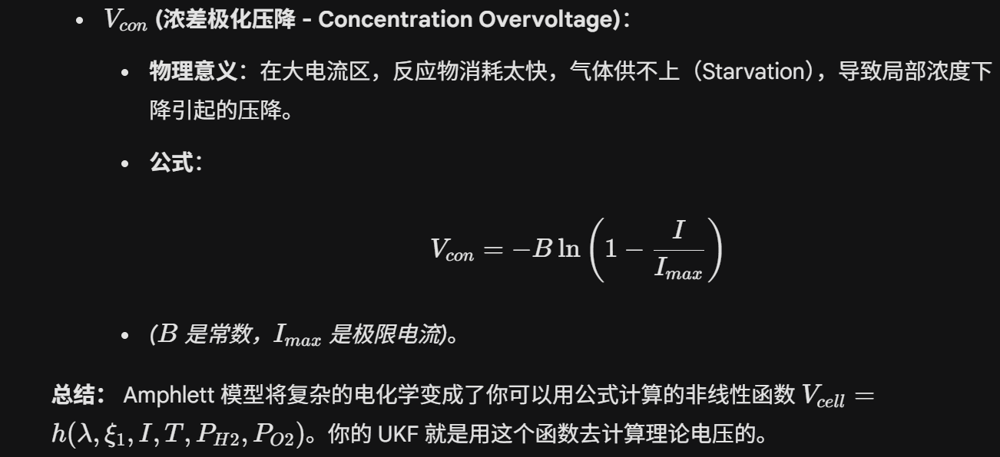 • V_{con} (浓差极化压降 - Concentration Overvoltage)：
• 物理意义：在大电流区，反应物消耗太快，气体供不上（Starvation），导致局部浓度下
降引起的压降。
• 公式：
V_{con} = -B ln(1 - \frac{I}{I_{max}})
• (B 是常数，I_{max} 是极限电流)。
总结： Amphlett 模型将复杂的电化学变成了你可以用公式计算的非线性函数 V_{cell} =
h(λ, ξ_1, I, T, P_{H2}, P_{O2})。你的 UKF 就是用这个函数去计算理论电压的。